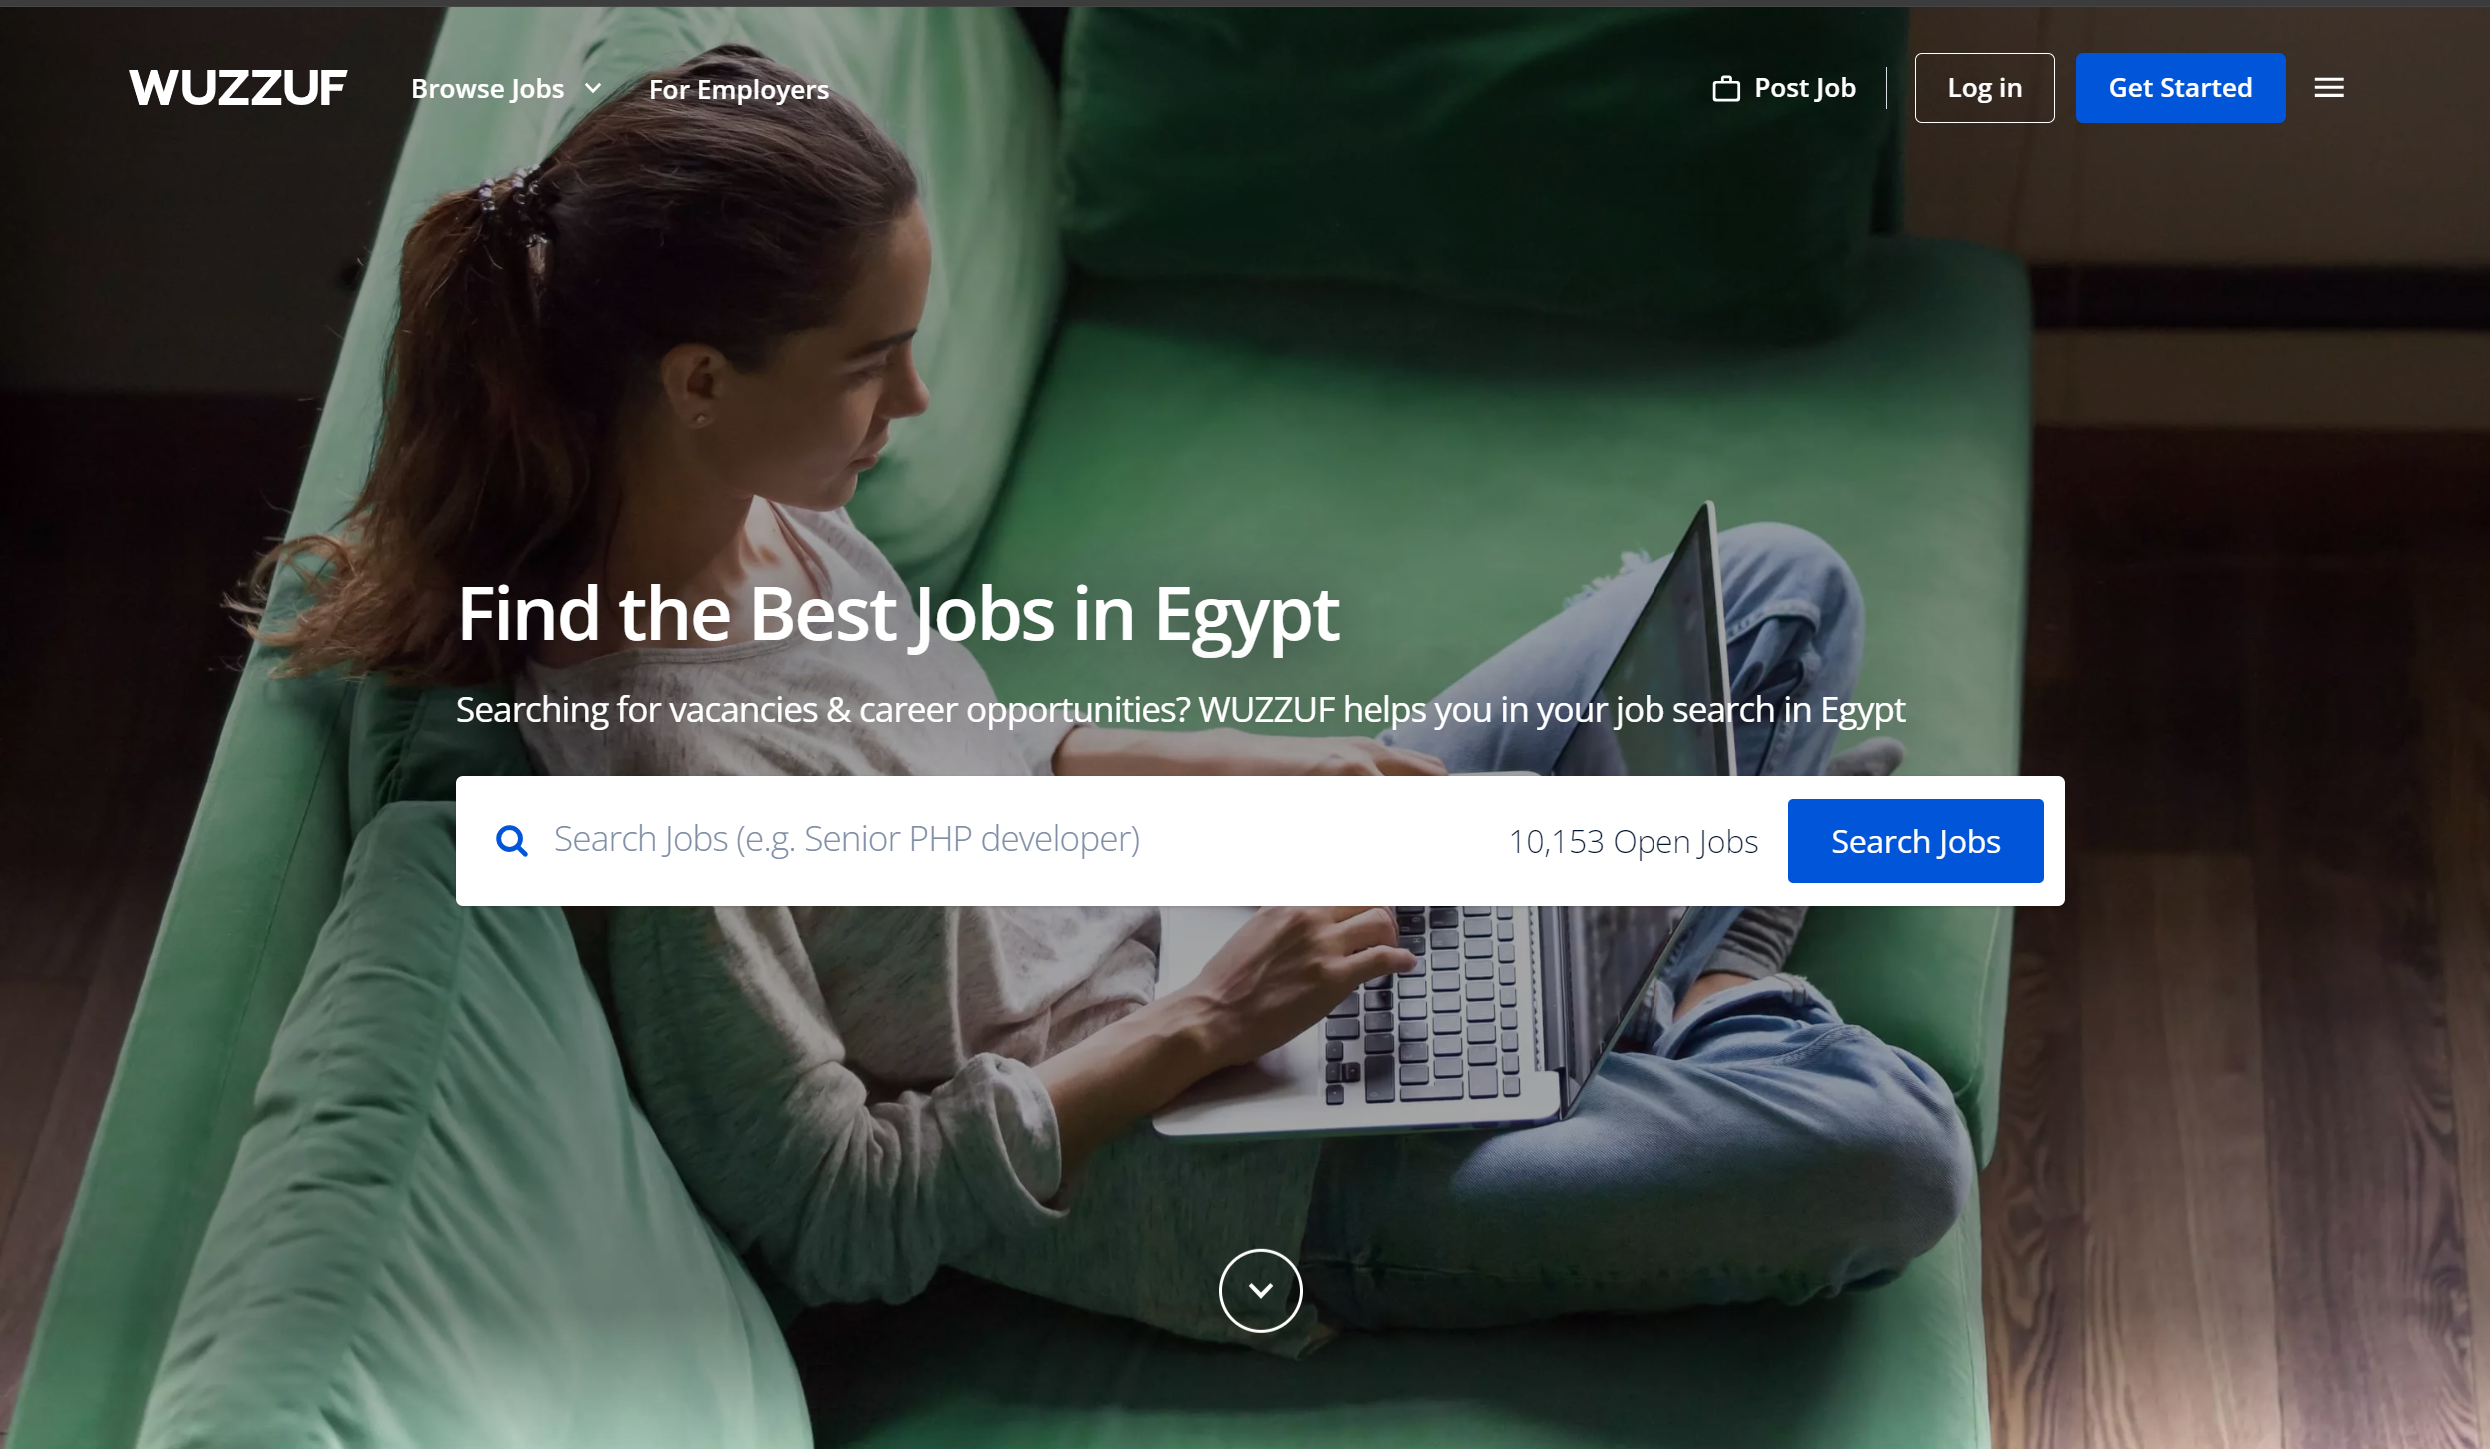 WUZZUF
Browse Jobs
For Employers
Post Job
Log in
Get Started
Find the Best Jobs in Egypt
Searching for vacancies & career opportunities? WUZZUF helps you in your job search in Egypt
Search Jobs (e.g. Senior PHP developer)
10,153 Open Jobs
Search Jobs